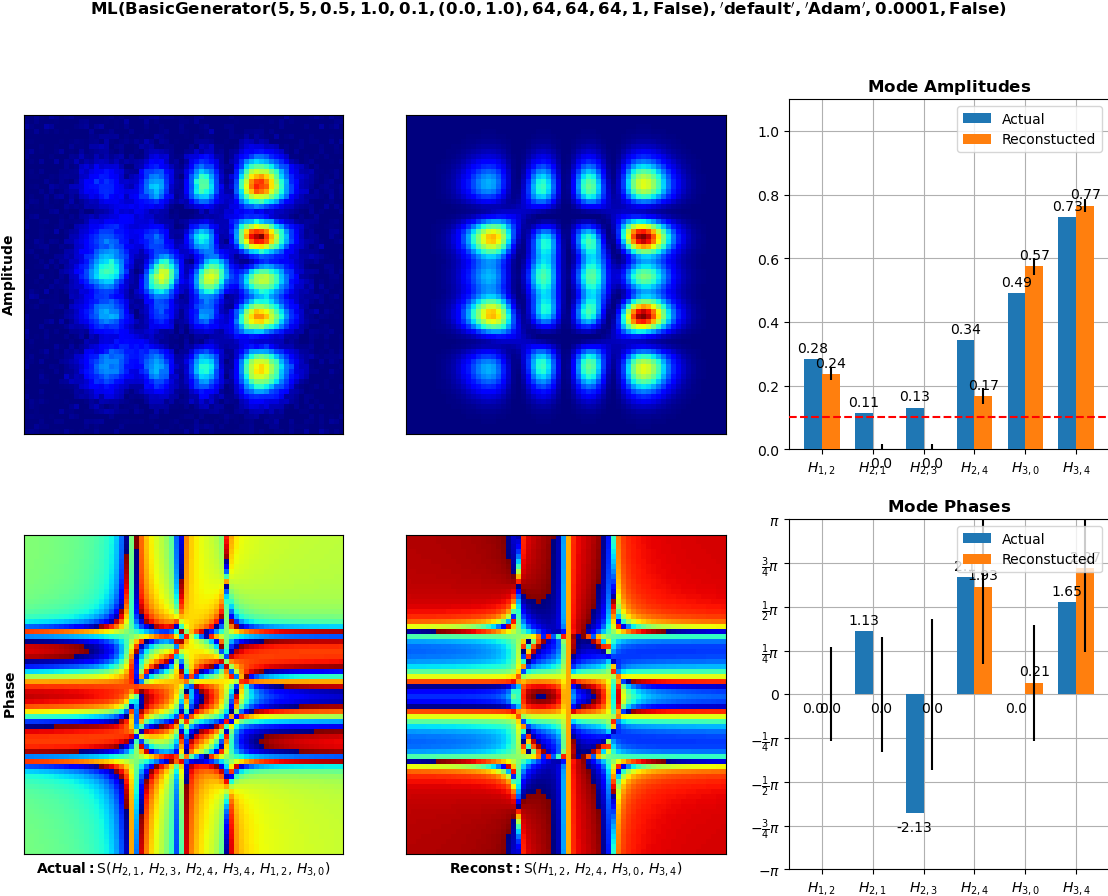 ML(BasicGenerator(5, 5, 0.5, 1.0, 0.1, (0.0, 1.0), 64, 64, 64, 1, False), 'default', 'Adam', 0.0001, False)
Mode Amplitudes
Amplitude
1.0
0.8
0.6
0.4
0.2
0.0
Actual
Reconstucted
0.28
0.24
0.11
0.0
0.13
0.0
0.34
0.17
0.49
0.57
0.73
0.77
H1, 2
H2, 1
H2, 3
H2, 4
H3, 0
H3, 4
Mode Phases
Phase
π
3/4π
1/2π
1/4π
0
−1/4π
−1/2π
−3/4π
−π
Actual
Reconstucted
0.0
0.0
1.13
0.0
-2.13
0.0
1.93
0.0
0.21
1.65
H1, 2
H2, 1
H2, 3
H2, 4
H3, 0
H3, 4
Actual: S(H2, 1, H2, 3, H2, 4, H3, 4, H1, 2, H3, 0)
Reconst: S(H1, 2, H2, 4, H3, 0, H3, 4)